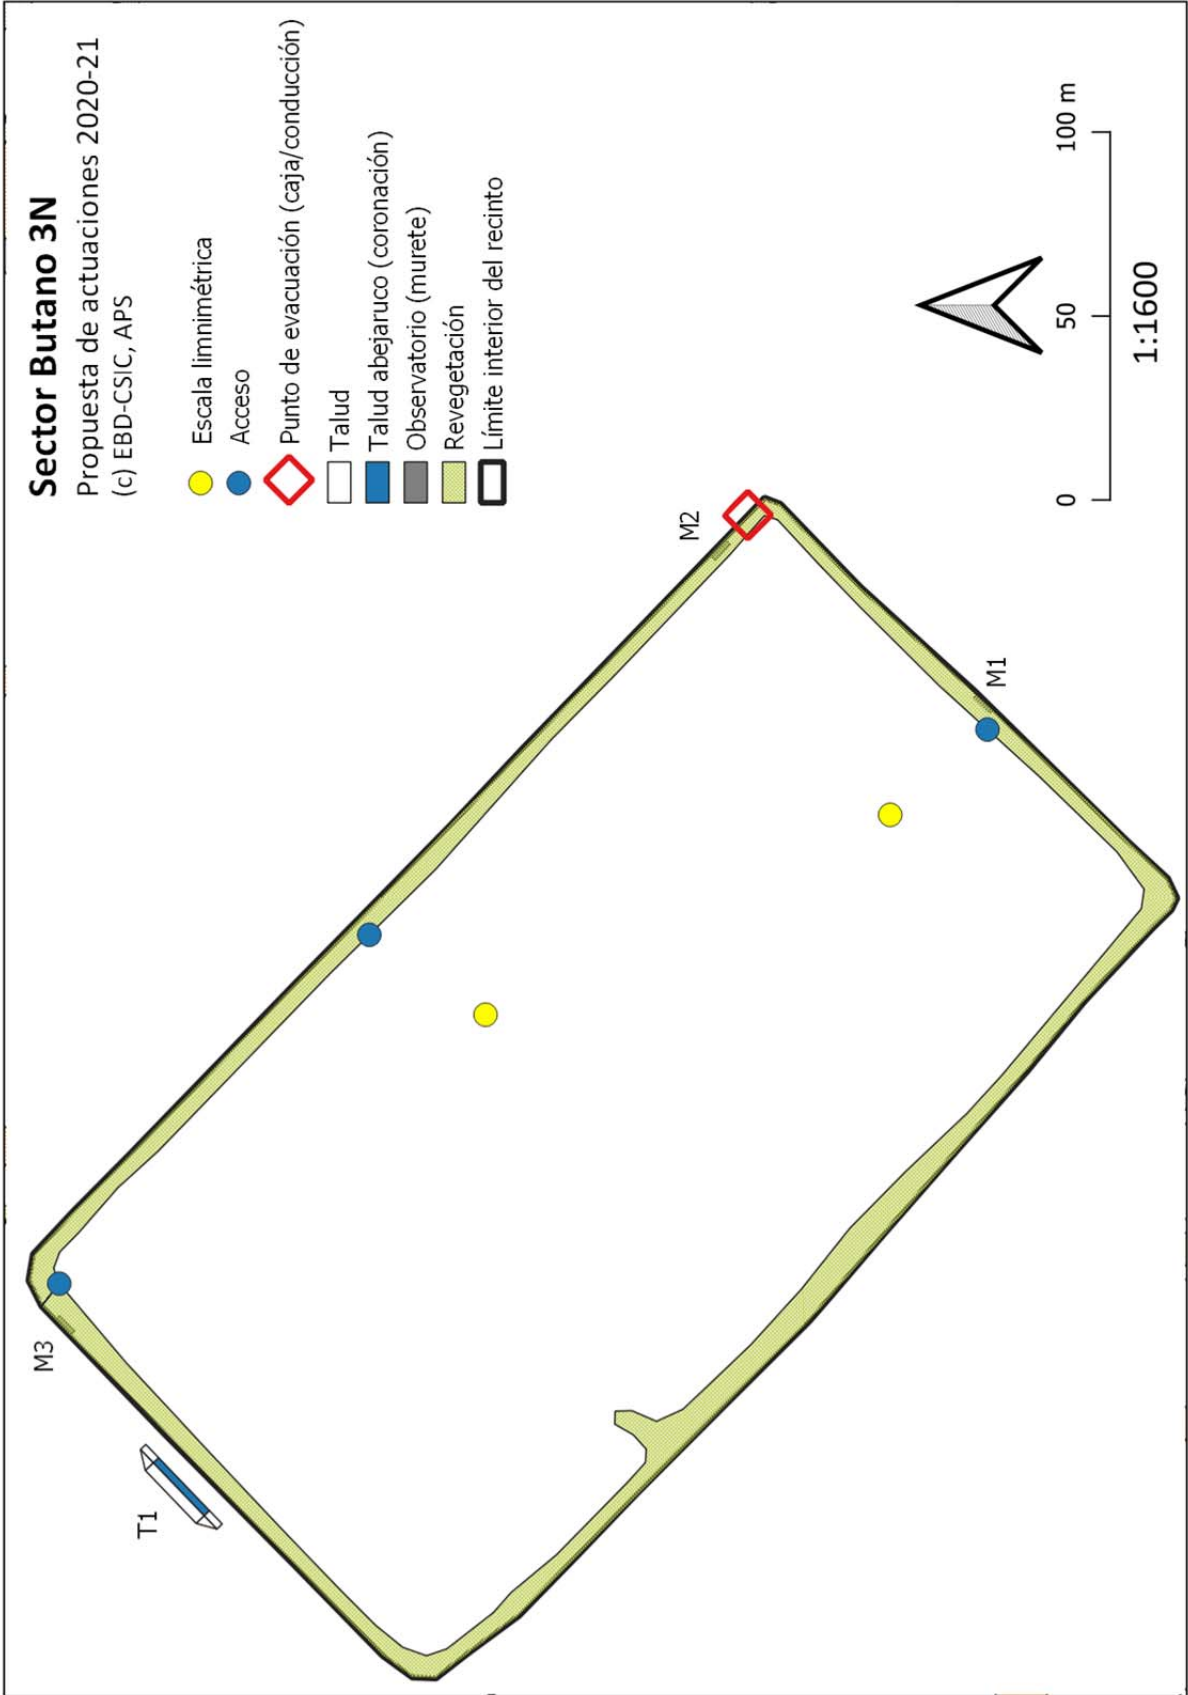 Sector Butano 3N
Propuesta de actuaciones 2020-21
(c) EBD-CSIC, APS
Escala limnimétrica
Acceso
Punto de evacuación (caja/conducción)
Talud
Talud abejaruco (coronación)
Observatorio (murete)
Revegetación
Límite interior del recinto
T1
M3
M2
M1
0 50 100 m
1:1600